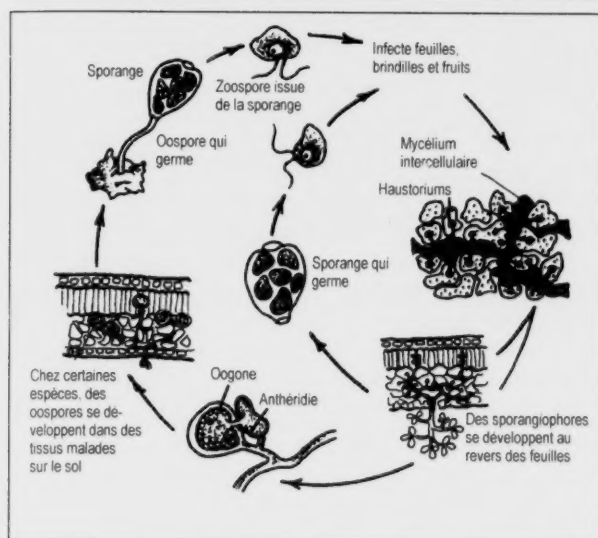 Sporange
Zoospore issue
de la sporange
Infecte feuilles,
brindilles et fruits
Oospore qui
germe
Mycélium
intercellulaire
Haustoriums
Sporange qui
germe
Chez certaines
espèces, des
oospores se dé-
veloppent dans des
tissus malades
sur le sol
Oogone
Anthéridie
Des sporangiophores
se développent au
revers des feuilles